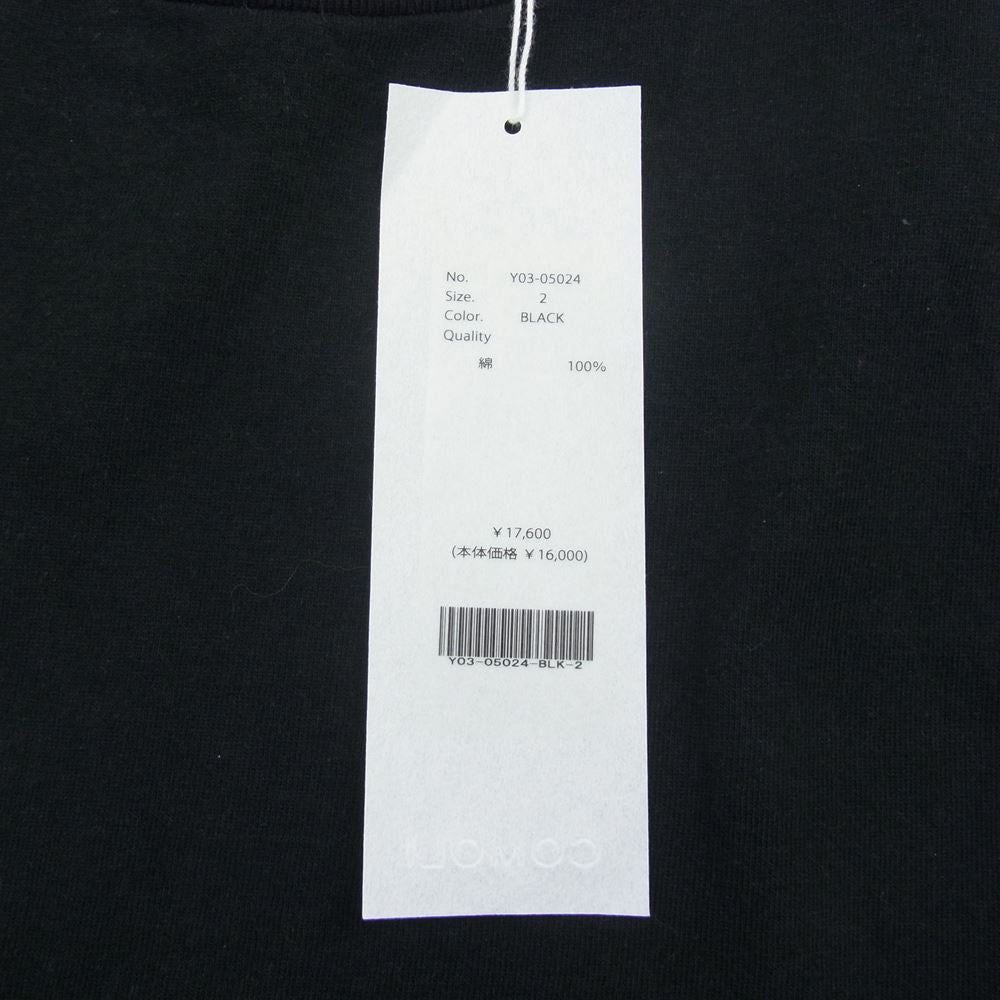 No. Y03-05024
Size. 2
Color. BLACK
Quality
綿 100%
¥17,600
(本体価格 ¥16,000)
Y03-05024-BLK-2
COMOLI